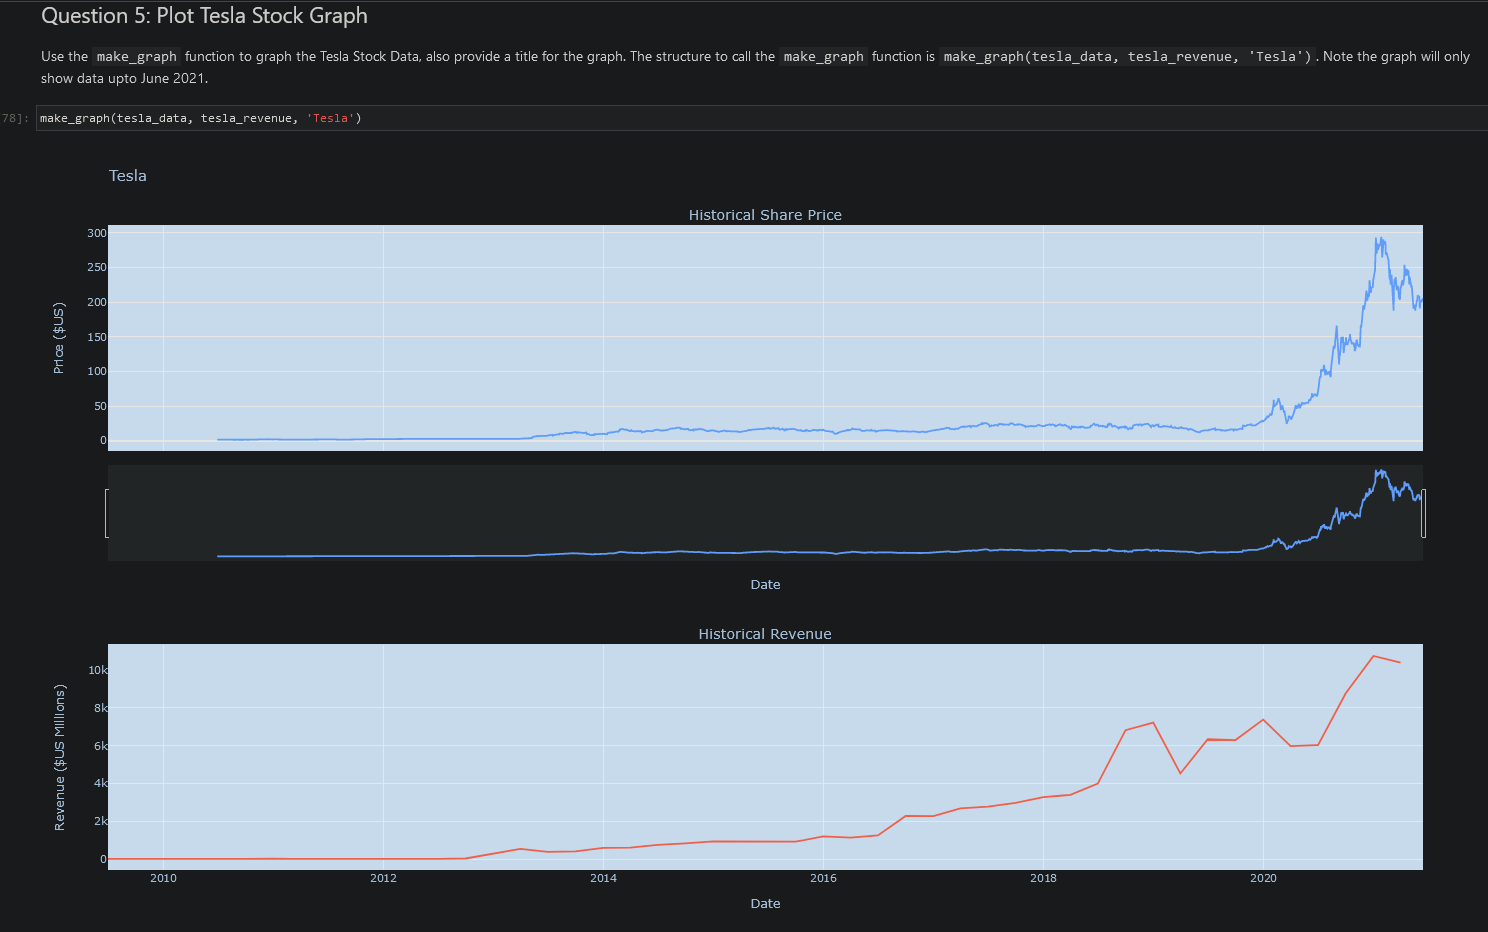 Question 5: Plot Tesla Stock Graph
Use the make_graph function to graph the Tesla Stock Data, also provide a title for the graph. The structure to call the make_graph function is make_graph(tesla_data, tesla_revenue, 'Tesla'). Note the graph will only
show data upto June 2021.
78]: make_graph(tesla_data, tesla_revenue, 'Tesla')
Tesla
Historical Share Price
Price ($US)
300
250
200
150
100
50
0
Date
Historical Revenue
Revenue ($US Millions)
10k
8k
6k
4k
2k
0
2010 2012 2014 2016 2018 2020
Date